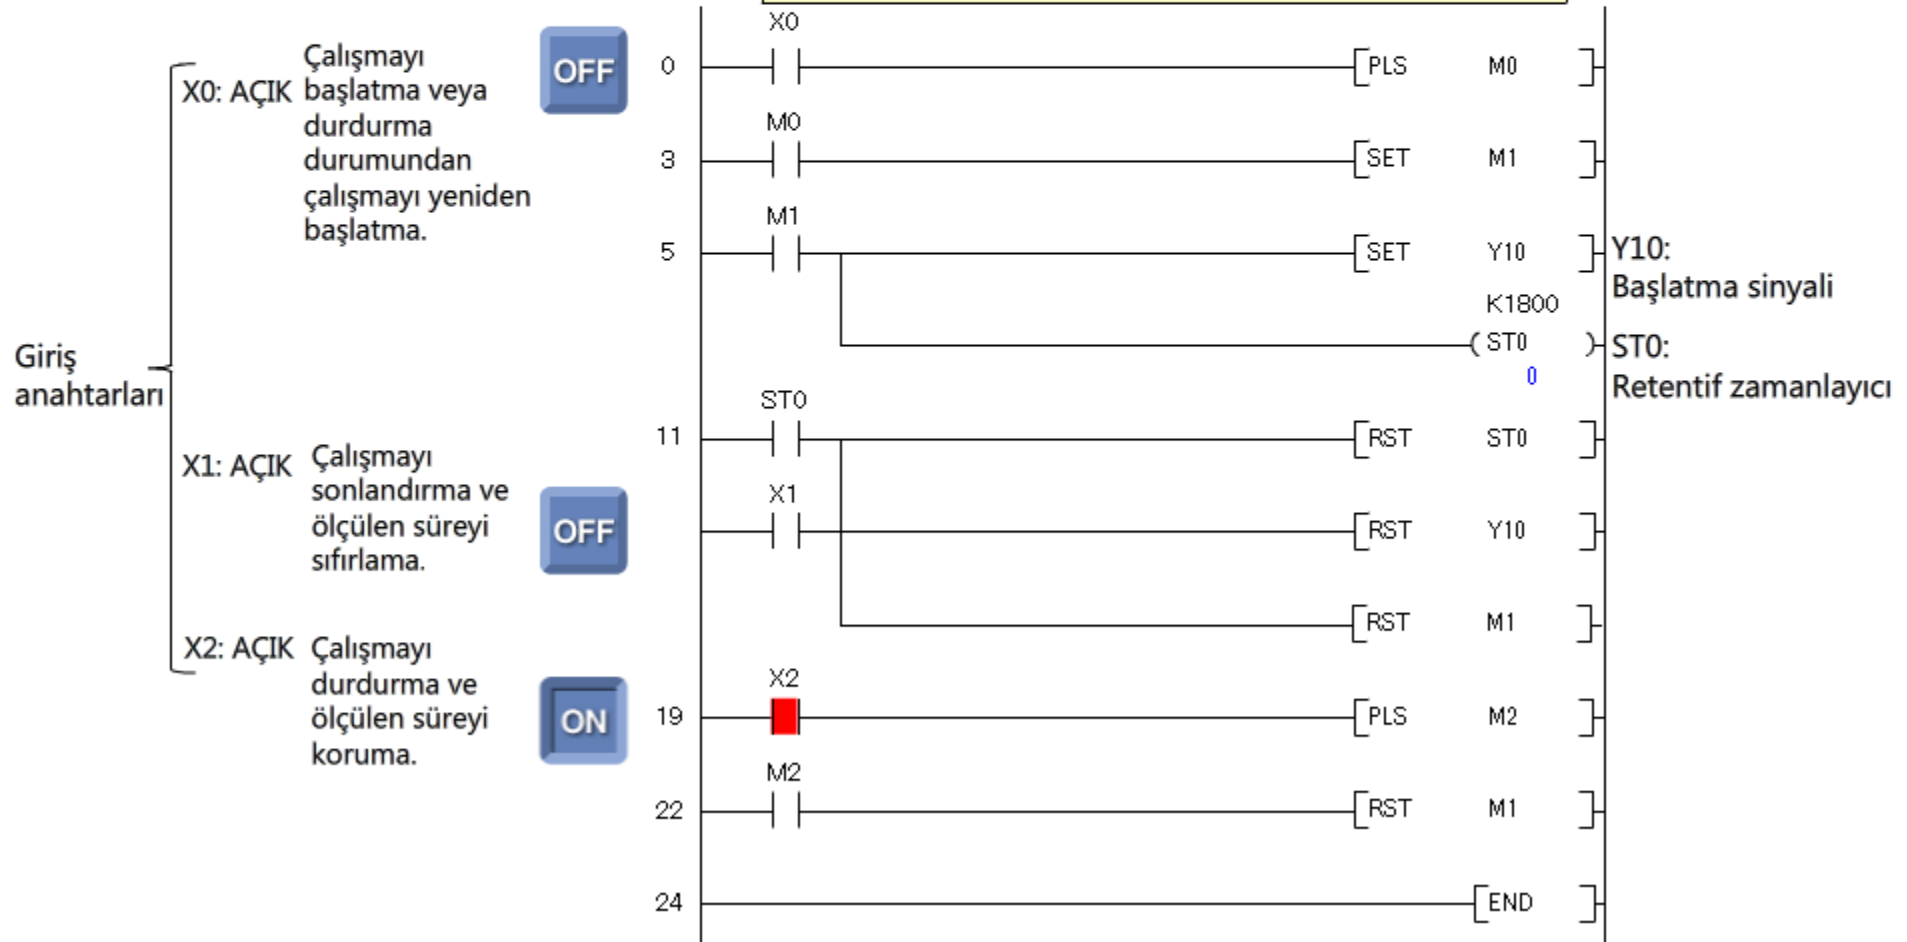 X0
0
PLS M0
X0: AÇIK
Çalışmayı
başlatma veya
durdurma
durumundan
çalışmayı yeniden
başlatma.
OFF
M0
3
SET M1
M1
5
SET Y10
Y10:
Başlatma sinyali
K1800
ST0
0
ST0:
Retentif zamanlayıcı
Giriş
anahtarları
ST0
11
RST ST0
X1: AÇIK
Çalışmayı
sonlandırma ve
ölçülen süreyi
sıfırlama.
OFF
X1
RST Y10
RST M1
X2: AÇIK
Çalışmayı
durdurma ve
ölçülen süreyi
koruma.
ON
X2
19
PLS M2
M2
22
RST M1
24
END